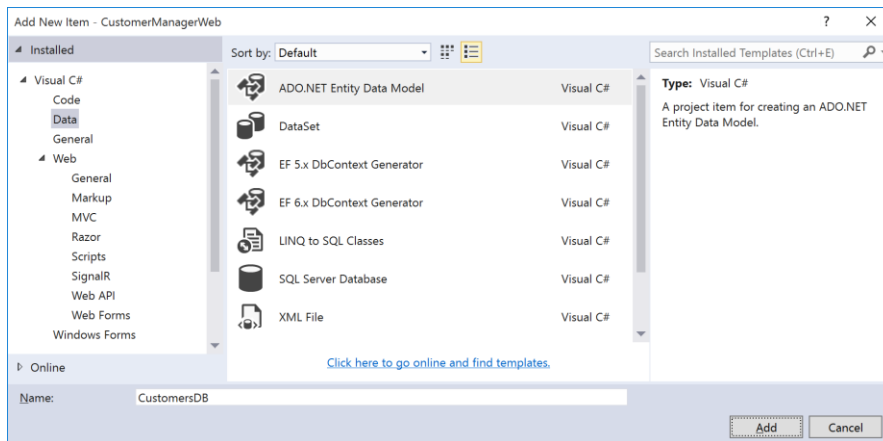 Add New Item - CustomerManagerWeb
Installed
Sort by: Default
Search Installed Templates (Ctrl+E)
Visual C#
Code
Data
General
Web
General
Markup
MVC
Razor
Scripts
SignalR
Web API
Web Forms
Windows Forms
Online
ADO.NET Entity Data Model Visual C#
DataSet Visual C#
EF 5.x DbContext Generator Visual C#
EF 6.x DbContext Generator Visual C#
LINQ to SQL Classes Visual C#
SQL Server Database Visual C#
XML File Visual C#
Click here to go online and find templates.
Type: Visual C#
A project item for creating an ADO.NET
Entity Data Model.
Name: CustomersDB
Add Cancel